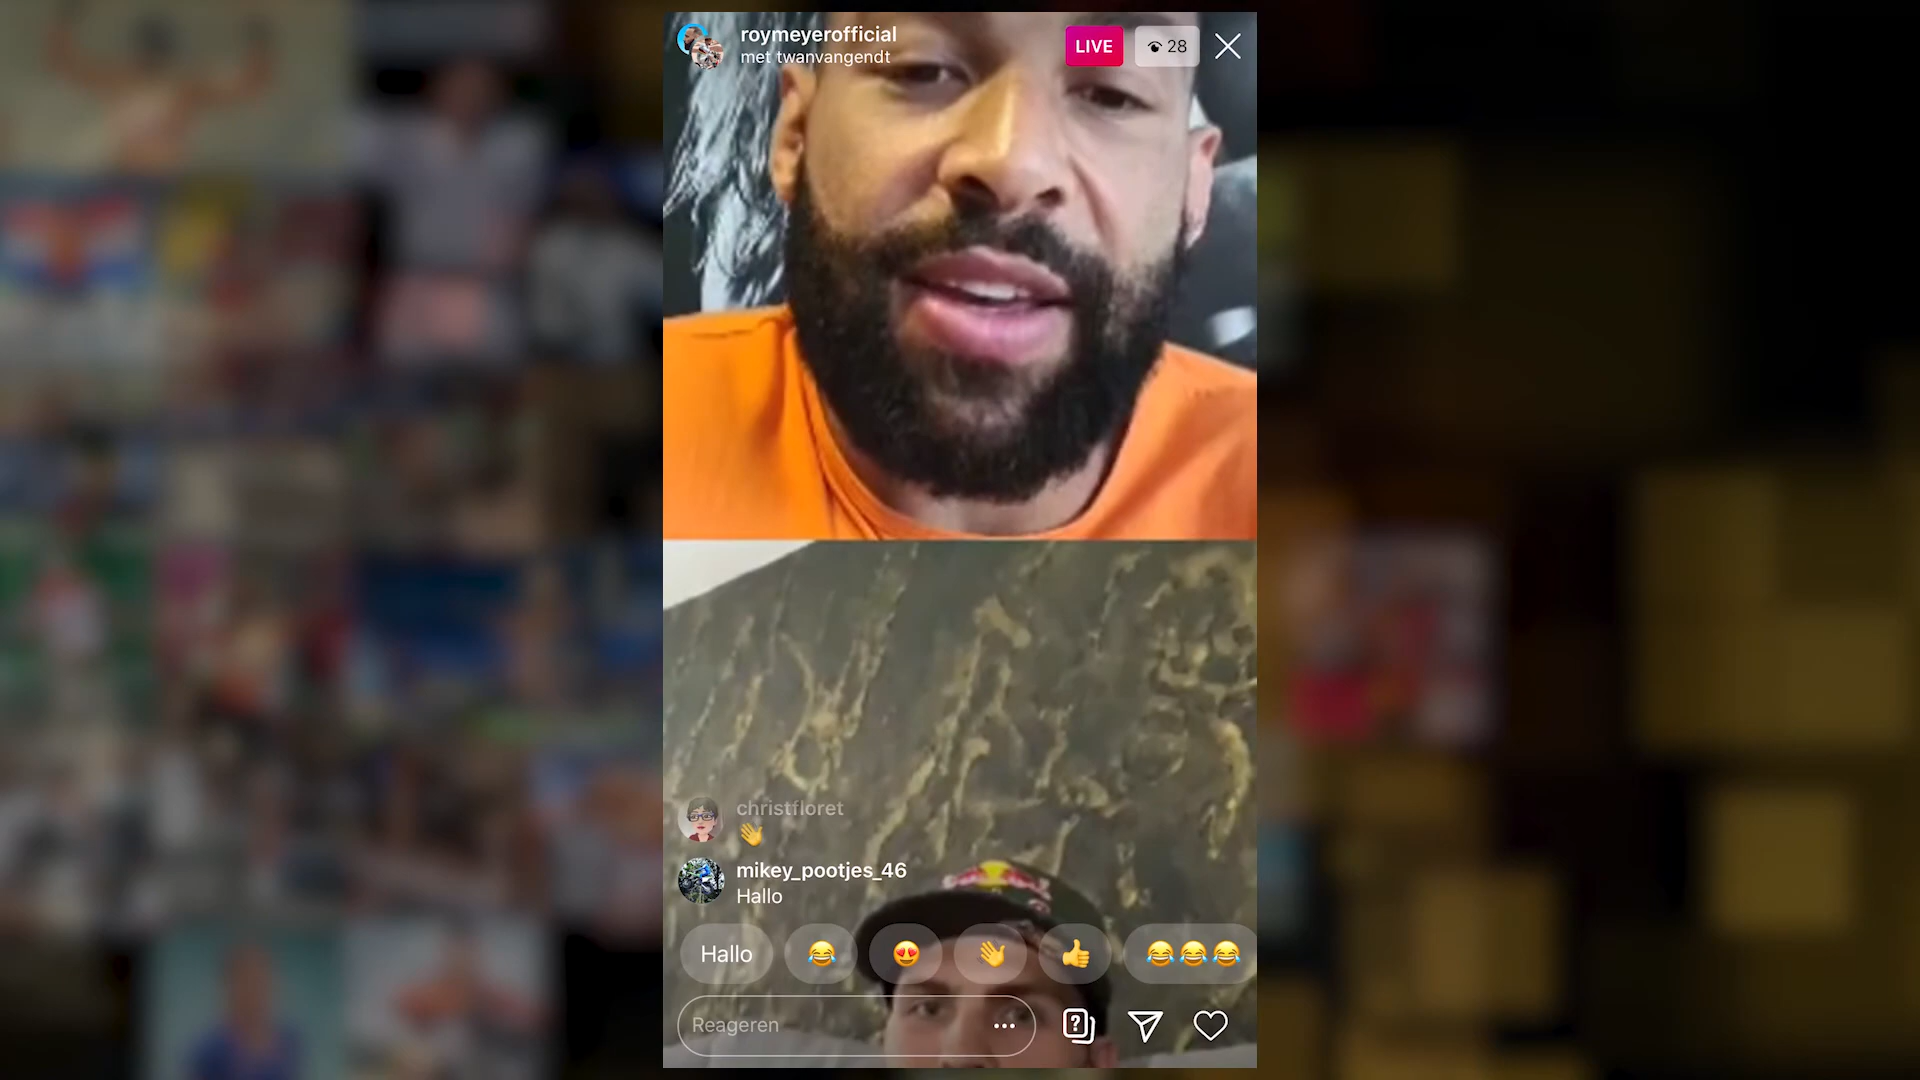 roymeyerofficial
met twanvangendt
LIVE
28
christfloret
mikey_pootjes_46
Hallo
Hallo
Reageren